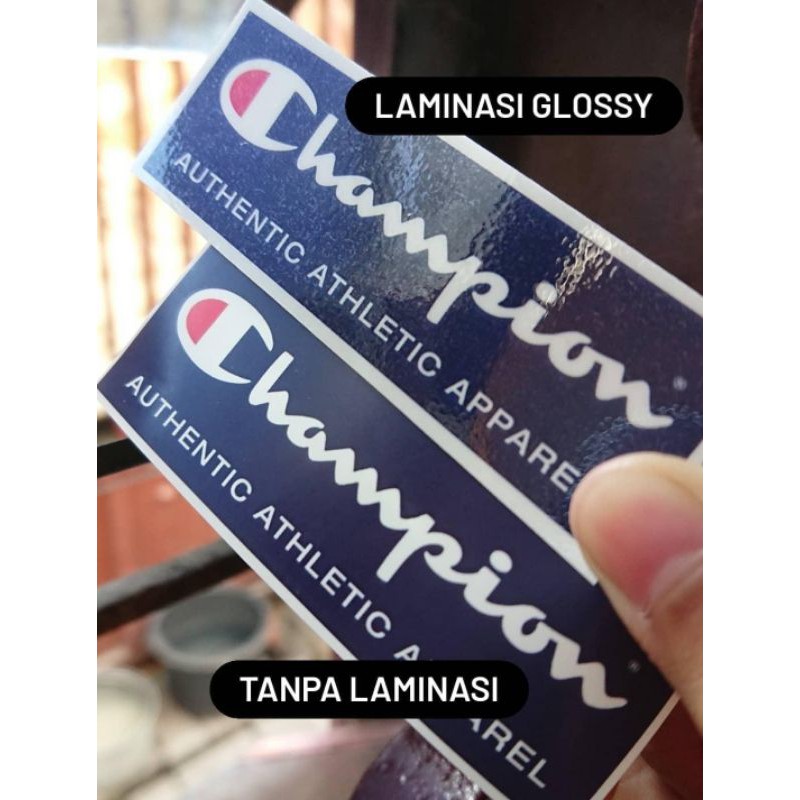 LAMINASI GLOSSY
Champion
AUTHENTIC ATHLETIC APPAREL
Champion
AUTHENTIC ATHLETIC APPAREL
TANPA LAMINASI